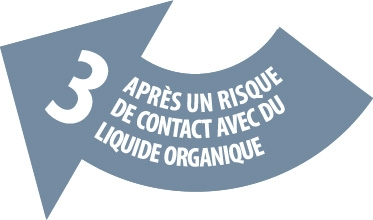 3
APRÈS UN RISQUE
DE CONTACT AVEC DU
LIQUIDE ORGANIQUE